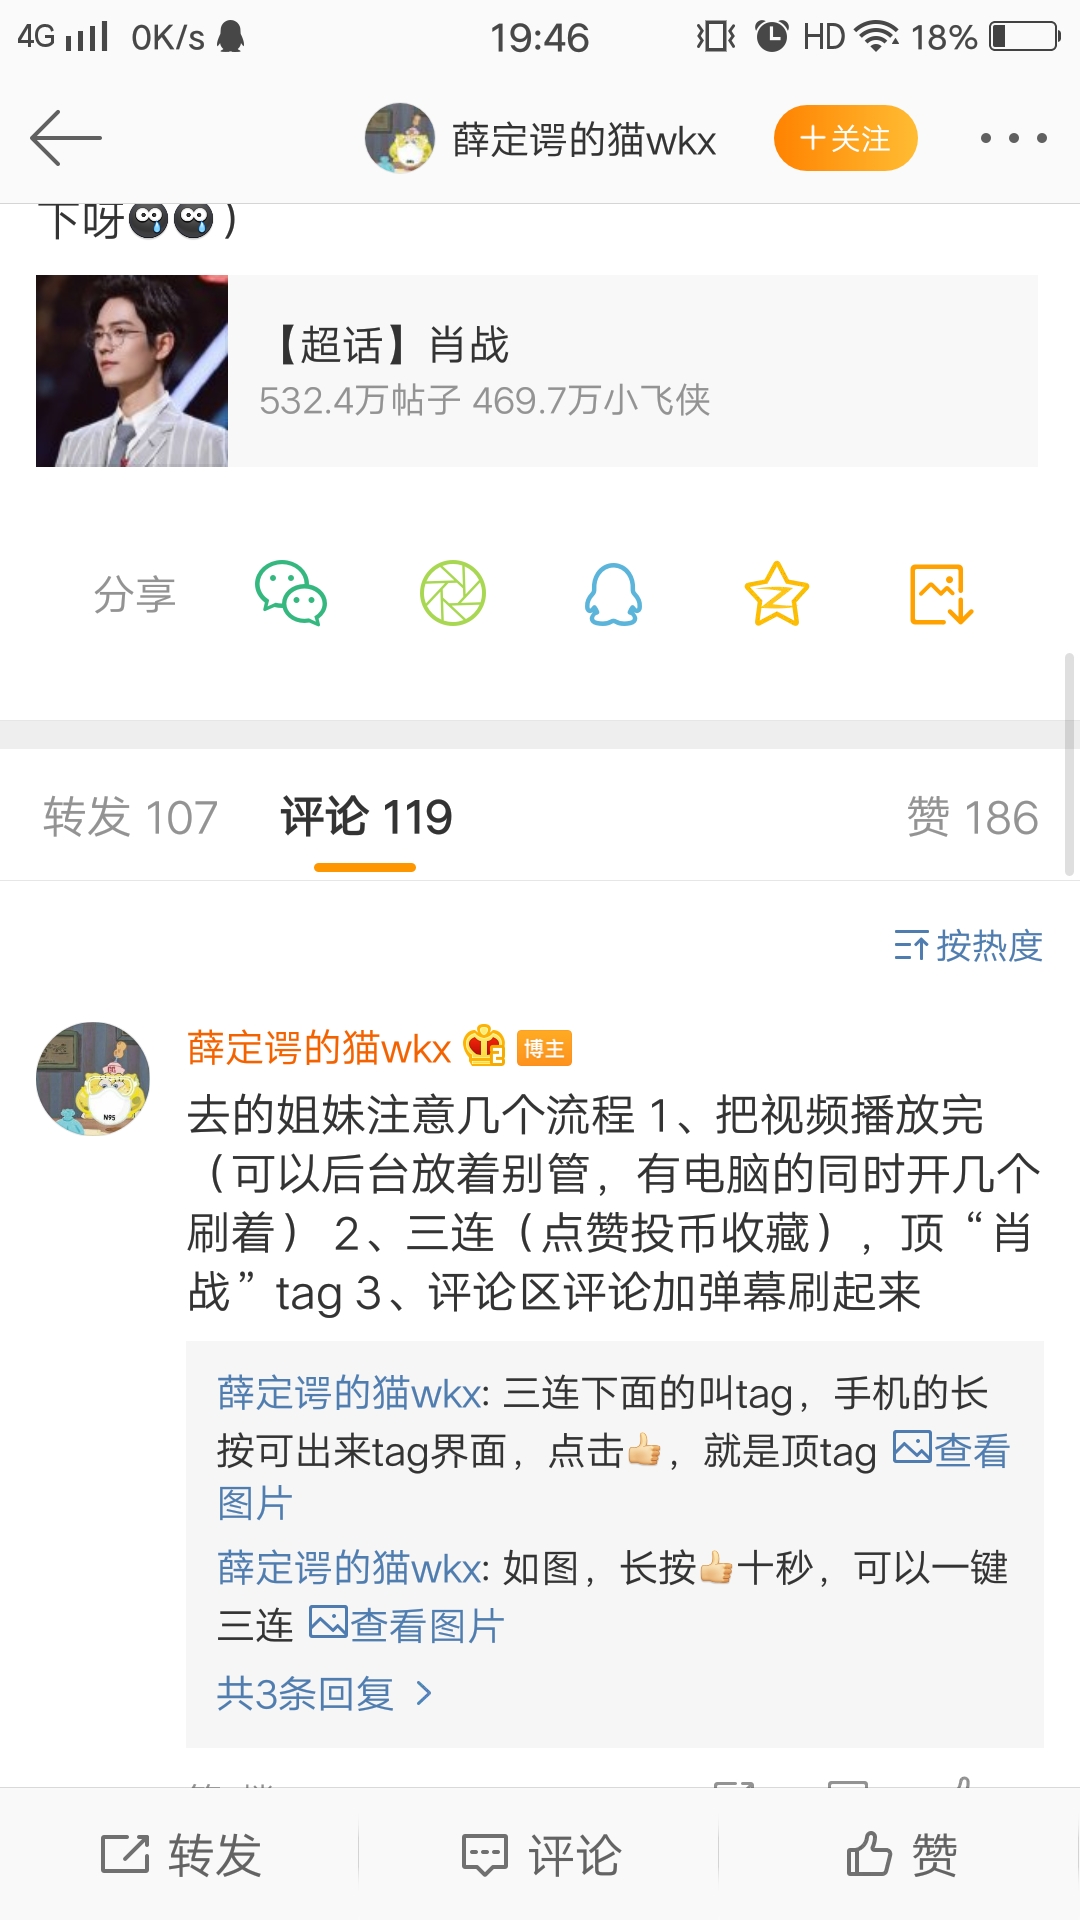 4G 0K/s 19:46 HD 18%
薛定谔的猫wkx
+关注
下呀)
【超话】肖战
532.4万帖子 469.7万小飞侠
分享
转发 107 评论 119 赞 186
按热度
薛定谔的猫wkx 2 博主
N95
去的姐妹注意几个流程 1、把视频播放完
（可以后台放着别管，有电脑的同时开几个
刷着） 2、三连（点赞投币收藏），顶“肖
战”tag 3、评论区评论加弹幕刷起来
薛定谔的猫wkx: 三连下面的叫tag，手机的长
按可出来tag界面，点击👍，就是顶tag 查看
图片
薛定谔的猫wkx: 如图，长按👍十秒，可以一键
三连 查看图片
共3条回复 >
转发 评论 赞